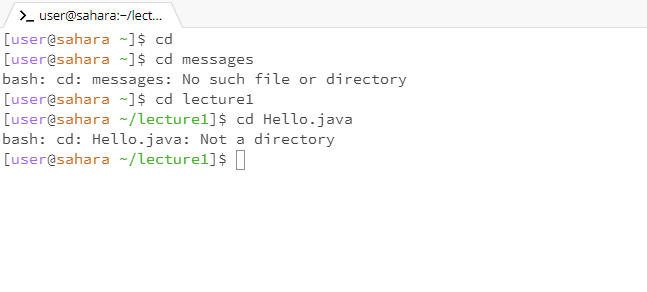 >_ user@sahara:~/lect...
[user@sahara ~]$ cd
[user@sahara ~]$ cd messages
bash: cd: messages: No such file or directory
[user@sahara ~]$ cd lecture1
[user@sahara ~/lecture1]$ cd Hello.java
bash: cd: Hello.java: Not a directory
[user@sahara ~/lecture1]$